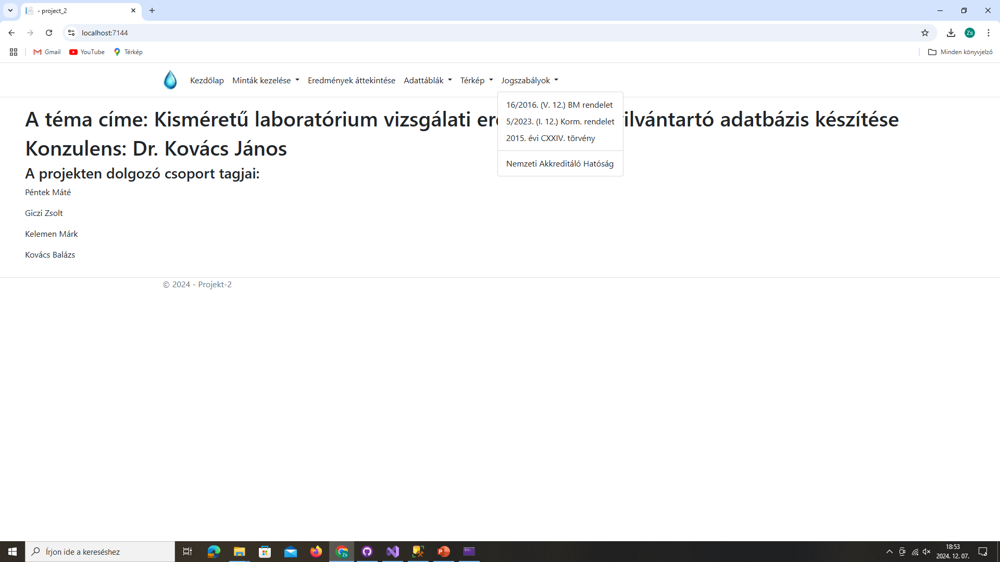 - project_2
localhost:7144
Zs
Gmail
YouTube
Térkép
Minden könyvjelző
Kezdőlap
Minták kezelése
Eredmények áttekintése
Adattáblák
Térkép
Jogszabályok
16/2016. (V. 12.) BM rendelet
5/2023. (I. 12.) Korm. rendelet
2015. évi CXXIV. törvény
Nemzeti Akkreditáló Hatóság
A téma címe: Kisméretű laboratórium vizsgálati ilvántartó adatbázis készítése
Konzulens: Dr. Kovács János
A projekten dolgozó csoport tagjai:
Péntek Máté
Giczi Zsolt
Kelemen Márk
Kovács Balázs
© 2024 - Projekt-2
Írjon ide a kereséshez
Zs
18:53
2024. 12. 07.